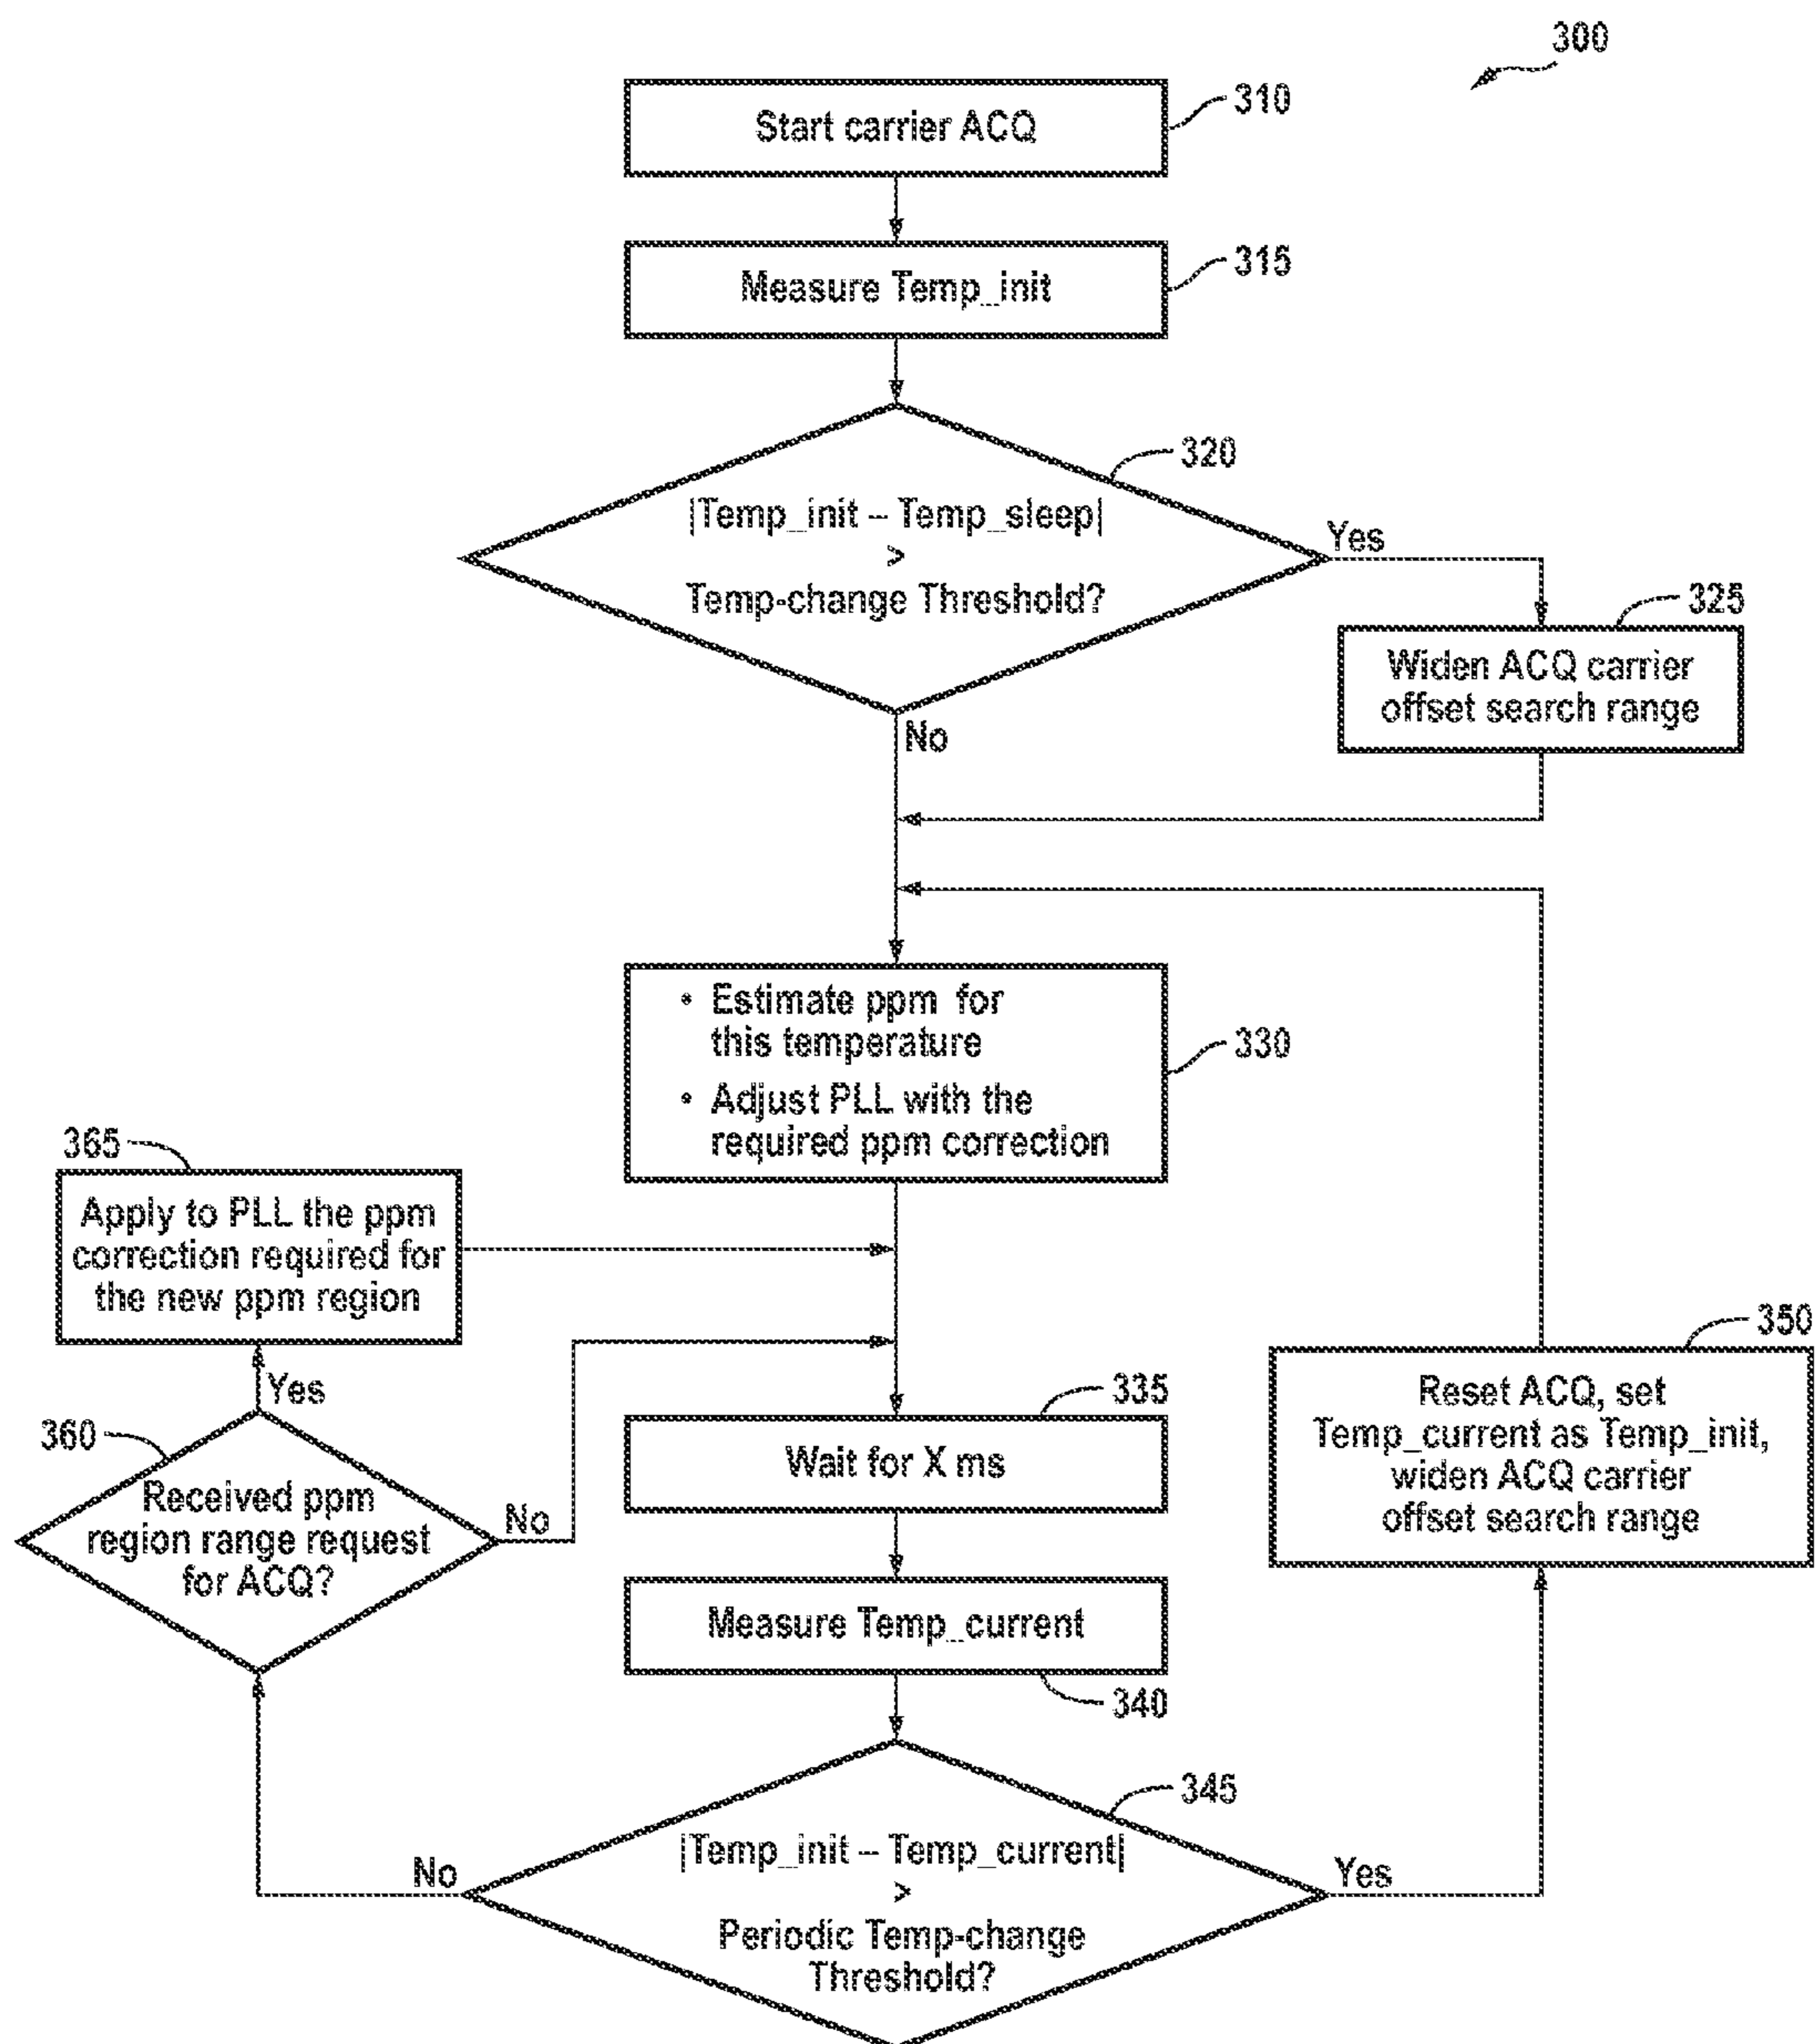 300
Start carrier ACQ
310
Measure Temp_init
315
320
|Temp_init – Temp_sleep|
>
Temp-change Threshold?
Yes
No
325
Widen ACQ carrier
offset search range
• Estimate ppm for
this temperature
• Adjust PLL with the
required ppm correction
330
365
Apply to PLL the ppm
correction required for
the new ppm region
Yes
360
Received ppm
region range request
for ACQ?
No
335
Wait for X ms
Measure Temp_current
340
350
Reset ACQ, set
Temp_current as Temp_init,
widen ACQ carrier
offset search range
345
|Temp_init – Temp_current|
>
Periodic Temp-change
Threshold?
No
Yes